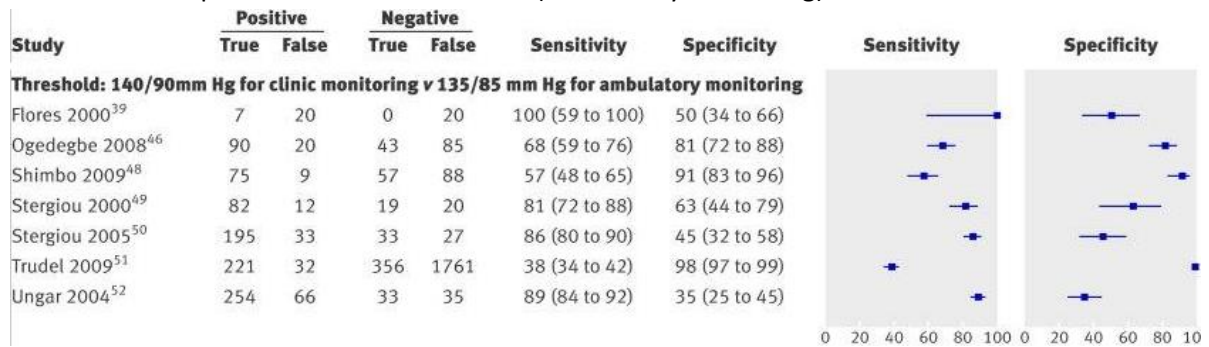 Positive Negative
Study True False True False Sensitivity Specificity Sensitivity Specificity
Threshold: 140/90mm Hg for clinic monitoring v 135/85 mm Hg for ambulatory monitoring
Flores 2000³⁹ 7 20 0 20 100 (59 to 100) 50 (34 to 66)
Ogedegbe 2008⁴⁶ 90 20 43 85 68 (59 to 76) 81 (72 to 88)
Shimbo 2009⁴⁸ 75 9 57 88 57 (48 to 65) 91 (83 to 96)
Stergiou 2000⁴⁹ 82 12 19 20 81 (72 to 88) 63 (44 to 79)
Stergiou 2005⁵⁰ 195 33 33 27 86 (80 to 90) 45 (32 to 58)
Trudel 2009⁵¹ 221 32 356 1761 38 (34 to 42) 98 (97 to 99)
Ungar 2004⁵² 254 66 33 35 89 (84 to 92) 35 (25 to 45)
0 20 40 60 80 100 0 20 40 60 80 10